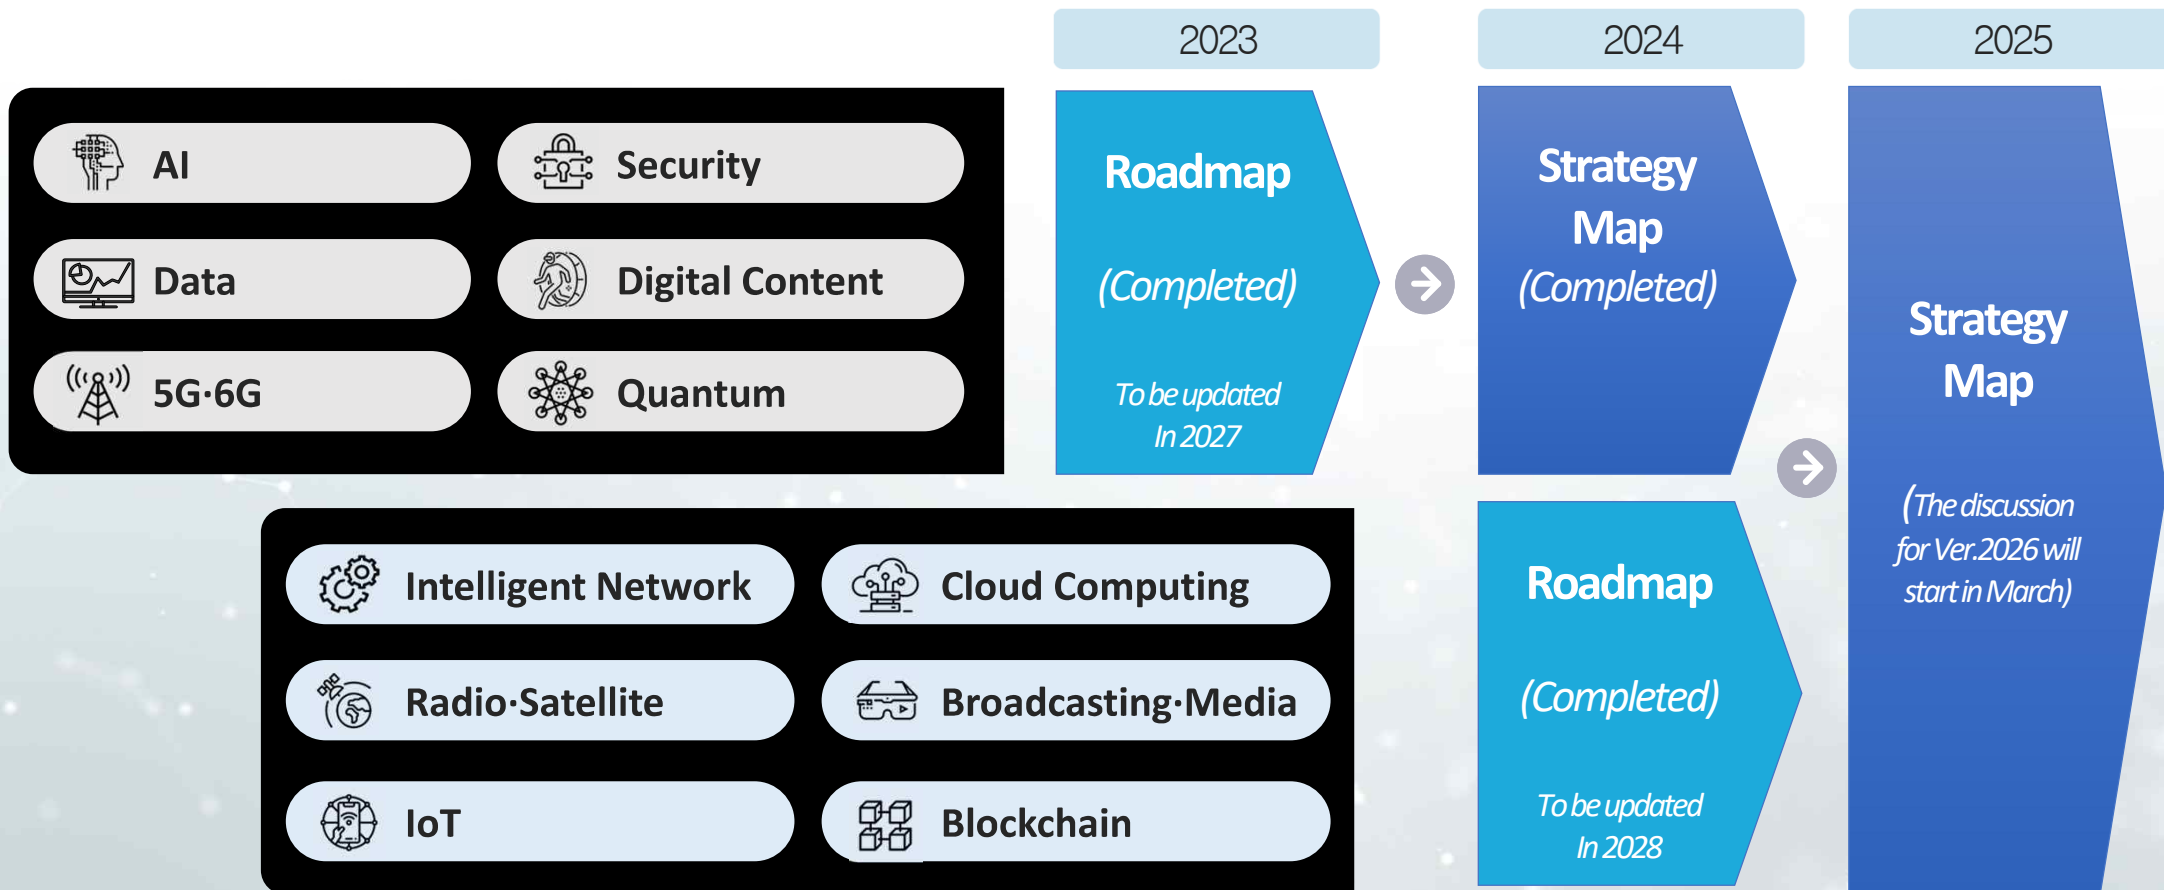 2023
2024
2025
AI
Security
Data
Digital Content
5G·6G
Quantum
Roadmap
(Completed)
To be updated
In 2027
Strategy
Map
(Completed)
Intelligent Network
Cloud Computing
Radio·Satellite
Broadcasting·Media
IoT
Blockchain
Roadmap
(Completed)
To be updated
In 2028
Strategy
Map
(The discussion
for Ver.2026 will
start in March)